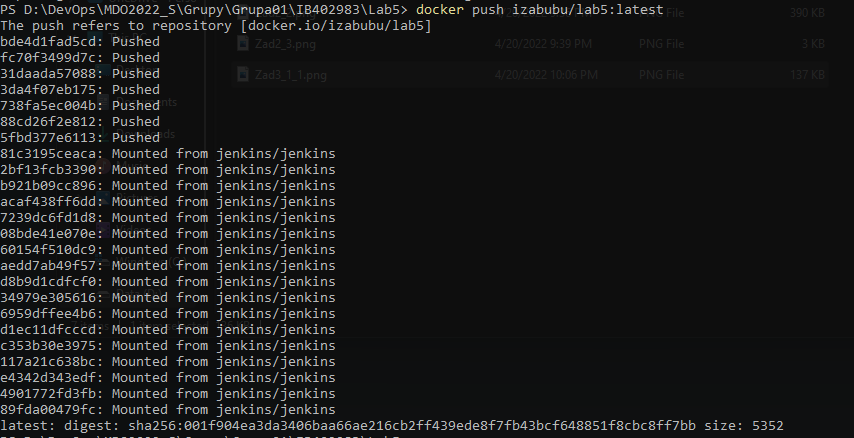 PS D:\DevOps\MDO2022_S\Grupy\Grupa01\IB402983\Lab5> docker push izabubu/lab5:latest
The push refers to repository [docker.io/izabubu/lab5]
bde4d1fad5cd: Pushed
fc70f3499d7c: Pushed
31daada57088: Pushed
3da4f07eb175: Pushed
738fa5ec004b: Pushed
88cd26f2e812: Pushed
5fbd377e6113: Pushed
81c3195ceaca: Mounted from jenkins/jenkins
2bf13fcb3390: Mounted from jenkins/jenkins
b921b09cc896: Mounted from jenkins/jenkins
acaf438ff6dd: Mounted from jenkins/jenkins
7239dc6fd1d8: Mounted from jenkins/jenkins
08bde41e070e: Mounted from jenkins/jenkins
60154f510dc9: Mounted from jenkins/jenkins
aedd7ab49f57: Mounted from jenkins/jenkins
d8b9d1cdfcf0: Mounted from jenkins/jenkins
34979e305616: Mounted from jenkins/jenkins
6959dffee4b6: Mounted from jenkins/jenkins
d1ec11dfcccd: Mounted from jenkins/jenkins
c353b30e3975: Mounted from jenkins/jenkins
117a21c638bc: Mounted from jenkins/jenkins
e4342d343edf: Mounted from jenkins/jenkins
4901772fd3fb: Mounted from jenkins/jenkins
89fda00479fc: Mounted from jenkins/jenkins
latest: digest: sha256:001f904ea3da3406baa66ae216cb2ff439ede8f7fb43bcf648851f8cbc8ff7bb size: 5352
PNG File 390 KB
Zad2_3.png 4/20/2022 9:39 PM PNG File 3 KB
Zad3_1_1.png 4/20/2022 10:06 PM PNG File 137 KB